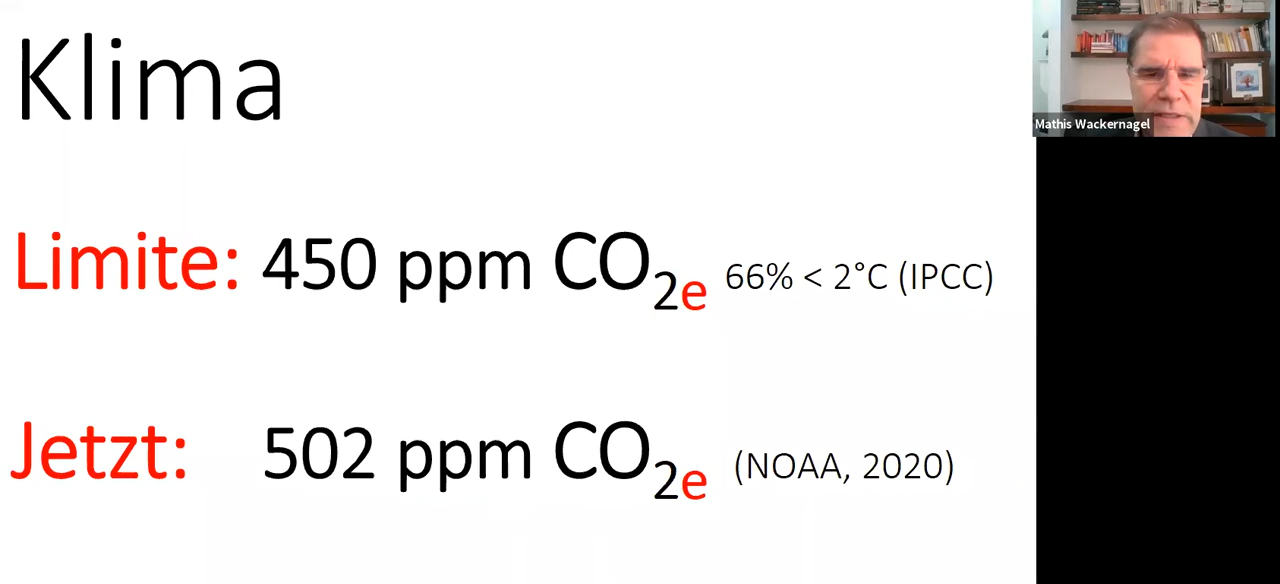 Klima
Limite: 450 ppm CO₂e 66% < 2°C (IPCC)
Jetzt: 502 ppm CO₂e (NOAA, 2020)
Mathis Wackernagel